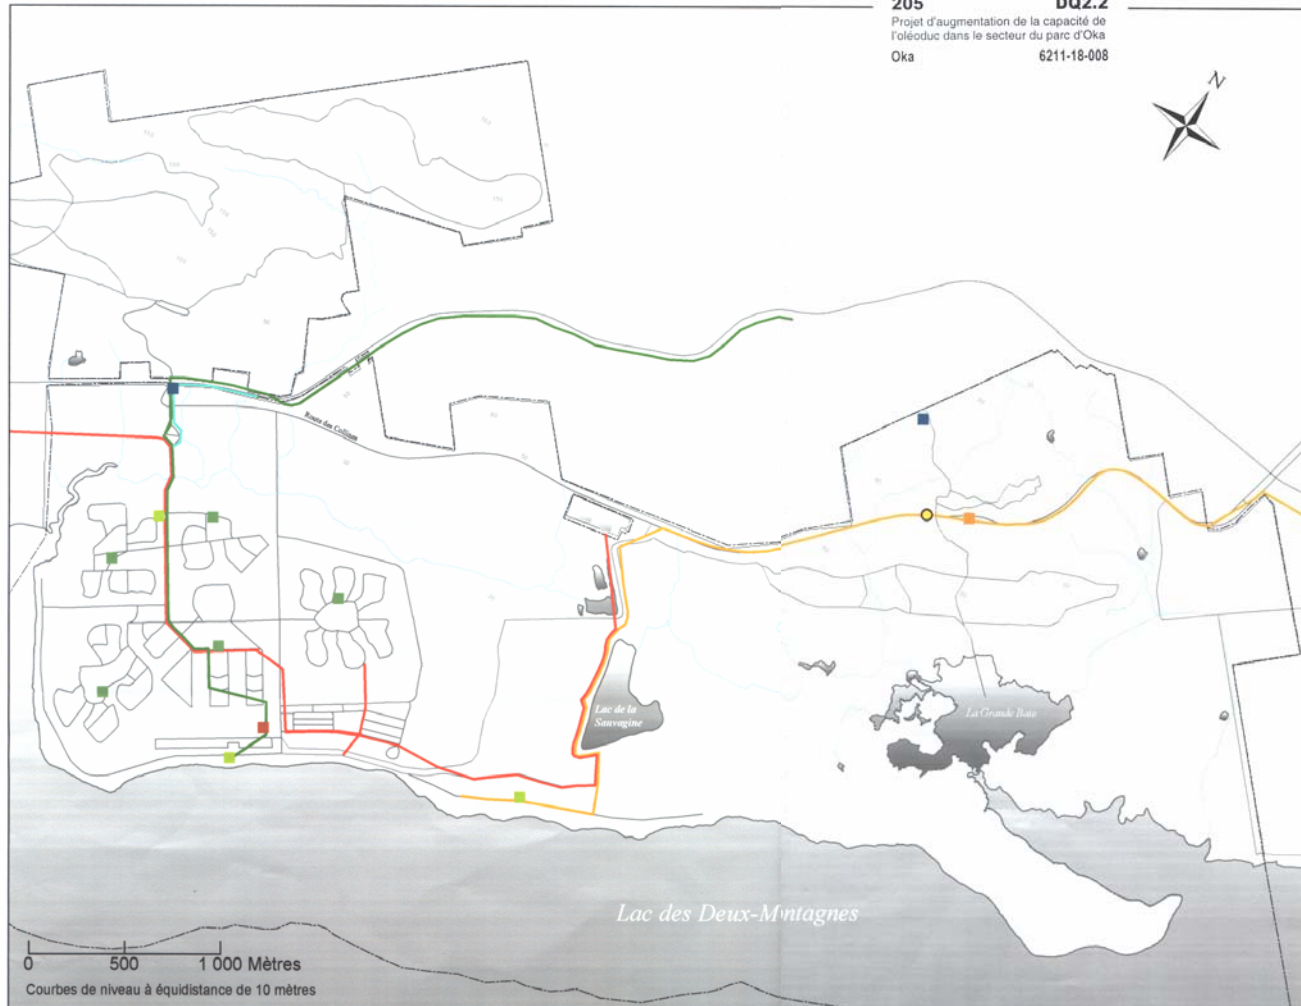 205 DQ2.2
Projet d'augmentation de la capacité de
l'oléoduc dans le secteur du parc d'Oka
Oka 6211-18-008
N
Route des Collines
Lac de la
Sauvagine
La Grande Baie
Lac des Deux-Montagnes
0 500 1 000 Mètres
Courbes de niveau à équidistance de 10 mètres